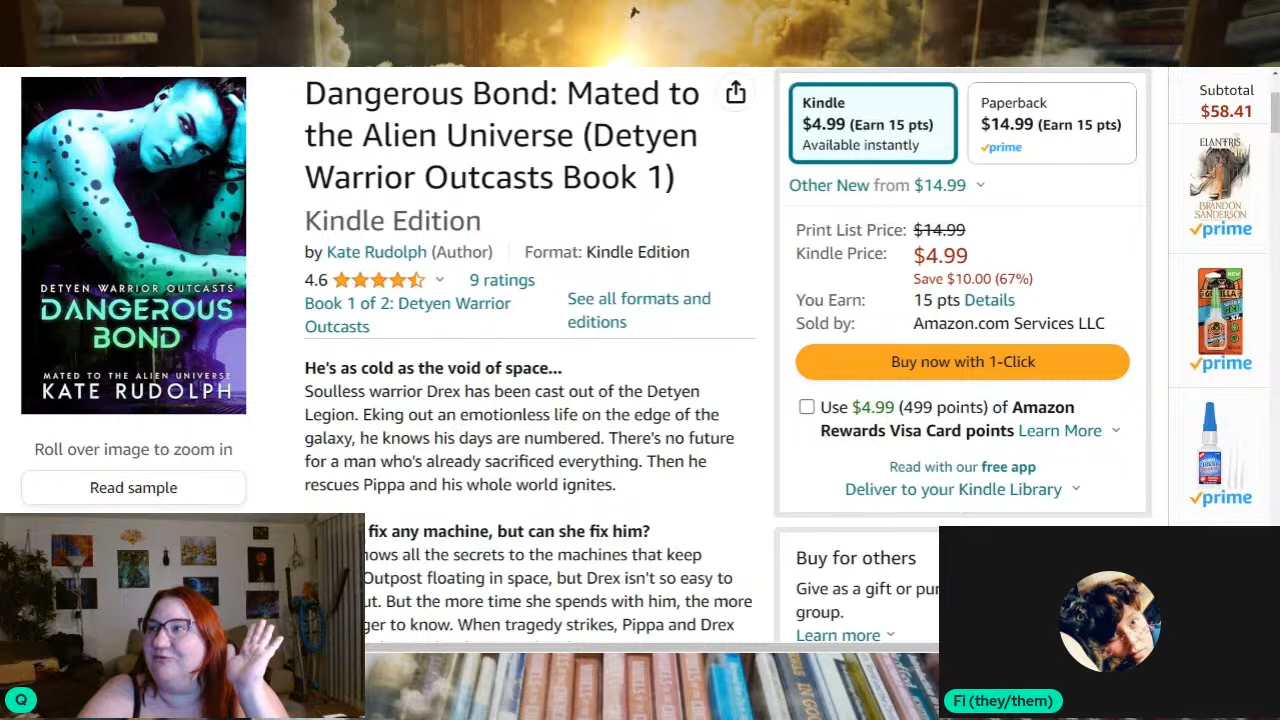 DETYEN WARRIOR OUTCASTS
DANGEROUS
BOND
MATED TO THE ALIEN UNIVERSE
KATE RUDOLPH
Roll over image to zoom in
Read sample
Dangerous Bond: Mated to
the Alien Universe (Detyen
Warrior Outcasts Book 1)
Kindle Edition
by Kate Rudolph (Author)
Format: Kindle Edition
4.6
9 ratings
Book 1 of 2: Detyen Warrior
Outcasts
See all formats and
editions
He's as cold as the void of space...
Soulless warrior Drex has been cast out of the Detyen
Legion. Eking out an emotionless life on the edge of the
galaxy, he knows his days are numbered. There's no future
for a man who's already sacrificed everything. Then he
rescues Pippa and his whole world ignites.
fix any machine, but can she fix him?
all the secrets to the machines that keep
Outpost floating in space, but Drex isn't so easy to
But the more time she spends with him, the more
to know. When tragedy strikes, Pippa and Drex
Kindle
$4.99 (Earn 15 pts)
Available instantly
Paperback
$14.99 (Earn 15 pts)
prime
Other New from $14.99
Print List Price: $14.99
Kindle Price: $4.99
Save $10.00 (67%)
You Earn: 15 pts Details
Sold by: Amazon.com Services LLC
Buy now with 1-Click
Use $4.99 (499 points) of Amazon
Rewards Visa Card points Learn More
Read with our free app
Deliver to your Kindle Library
Buy for others
Give as a gift or
group.
Learn more
Subtotal
$58.41
ELANTRIS
BRANDON
SANDERSON
prime
prime
prime
Q
Fi (they/them)